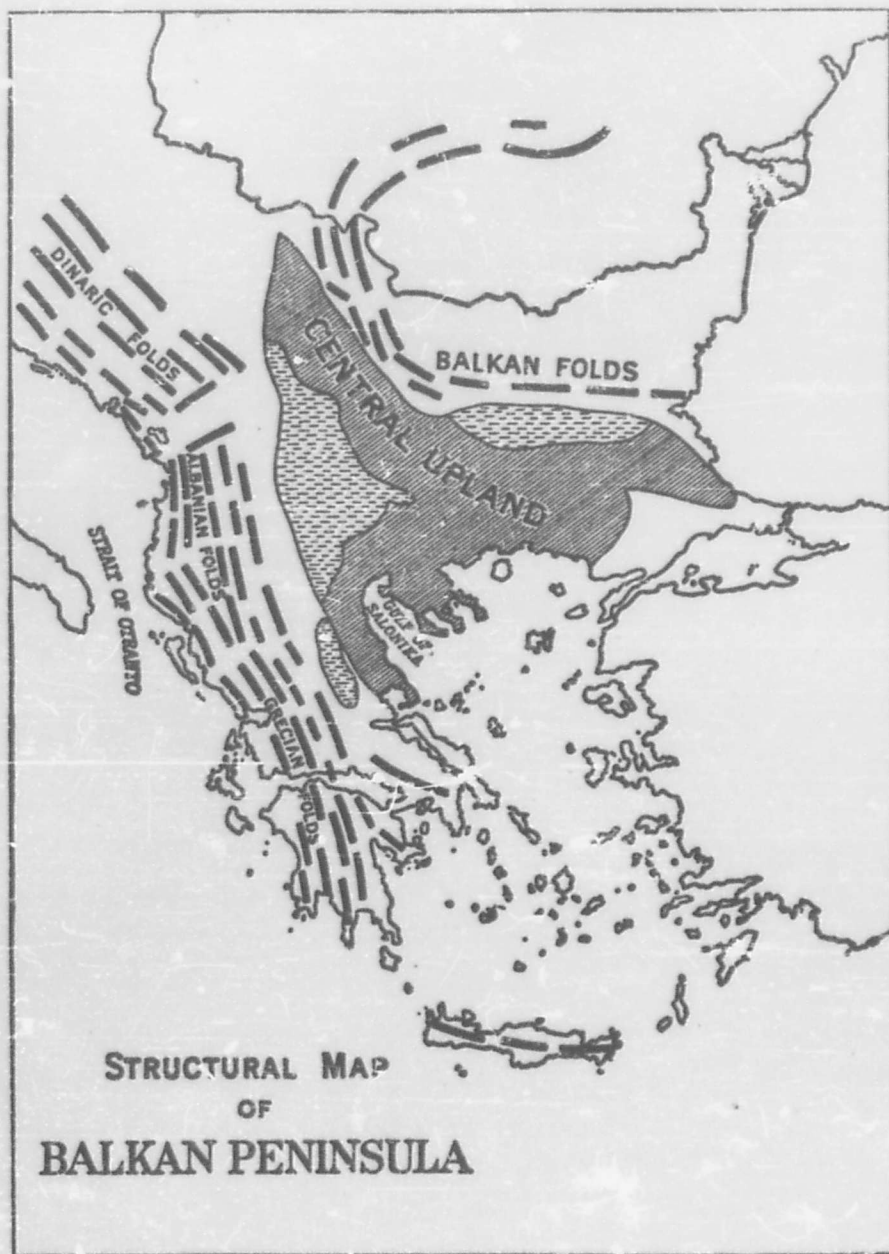 DINARIC
FOLDS
CENTRAL UPLAND
BALKAN FOLDS
ALBANIAN FOLDS
STRAIT OF OTRANTO
GULF OF
SALONIKA
GRECIAN
FOLDS
STRUCTURAL MAP
OF
BALKAN PENINSULA